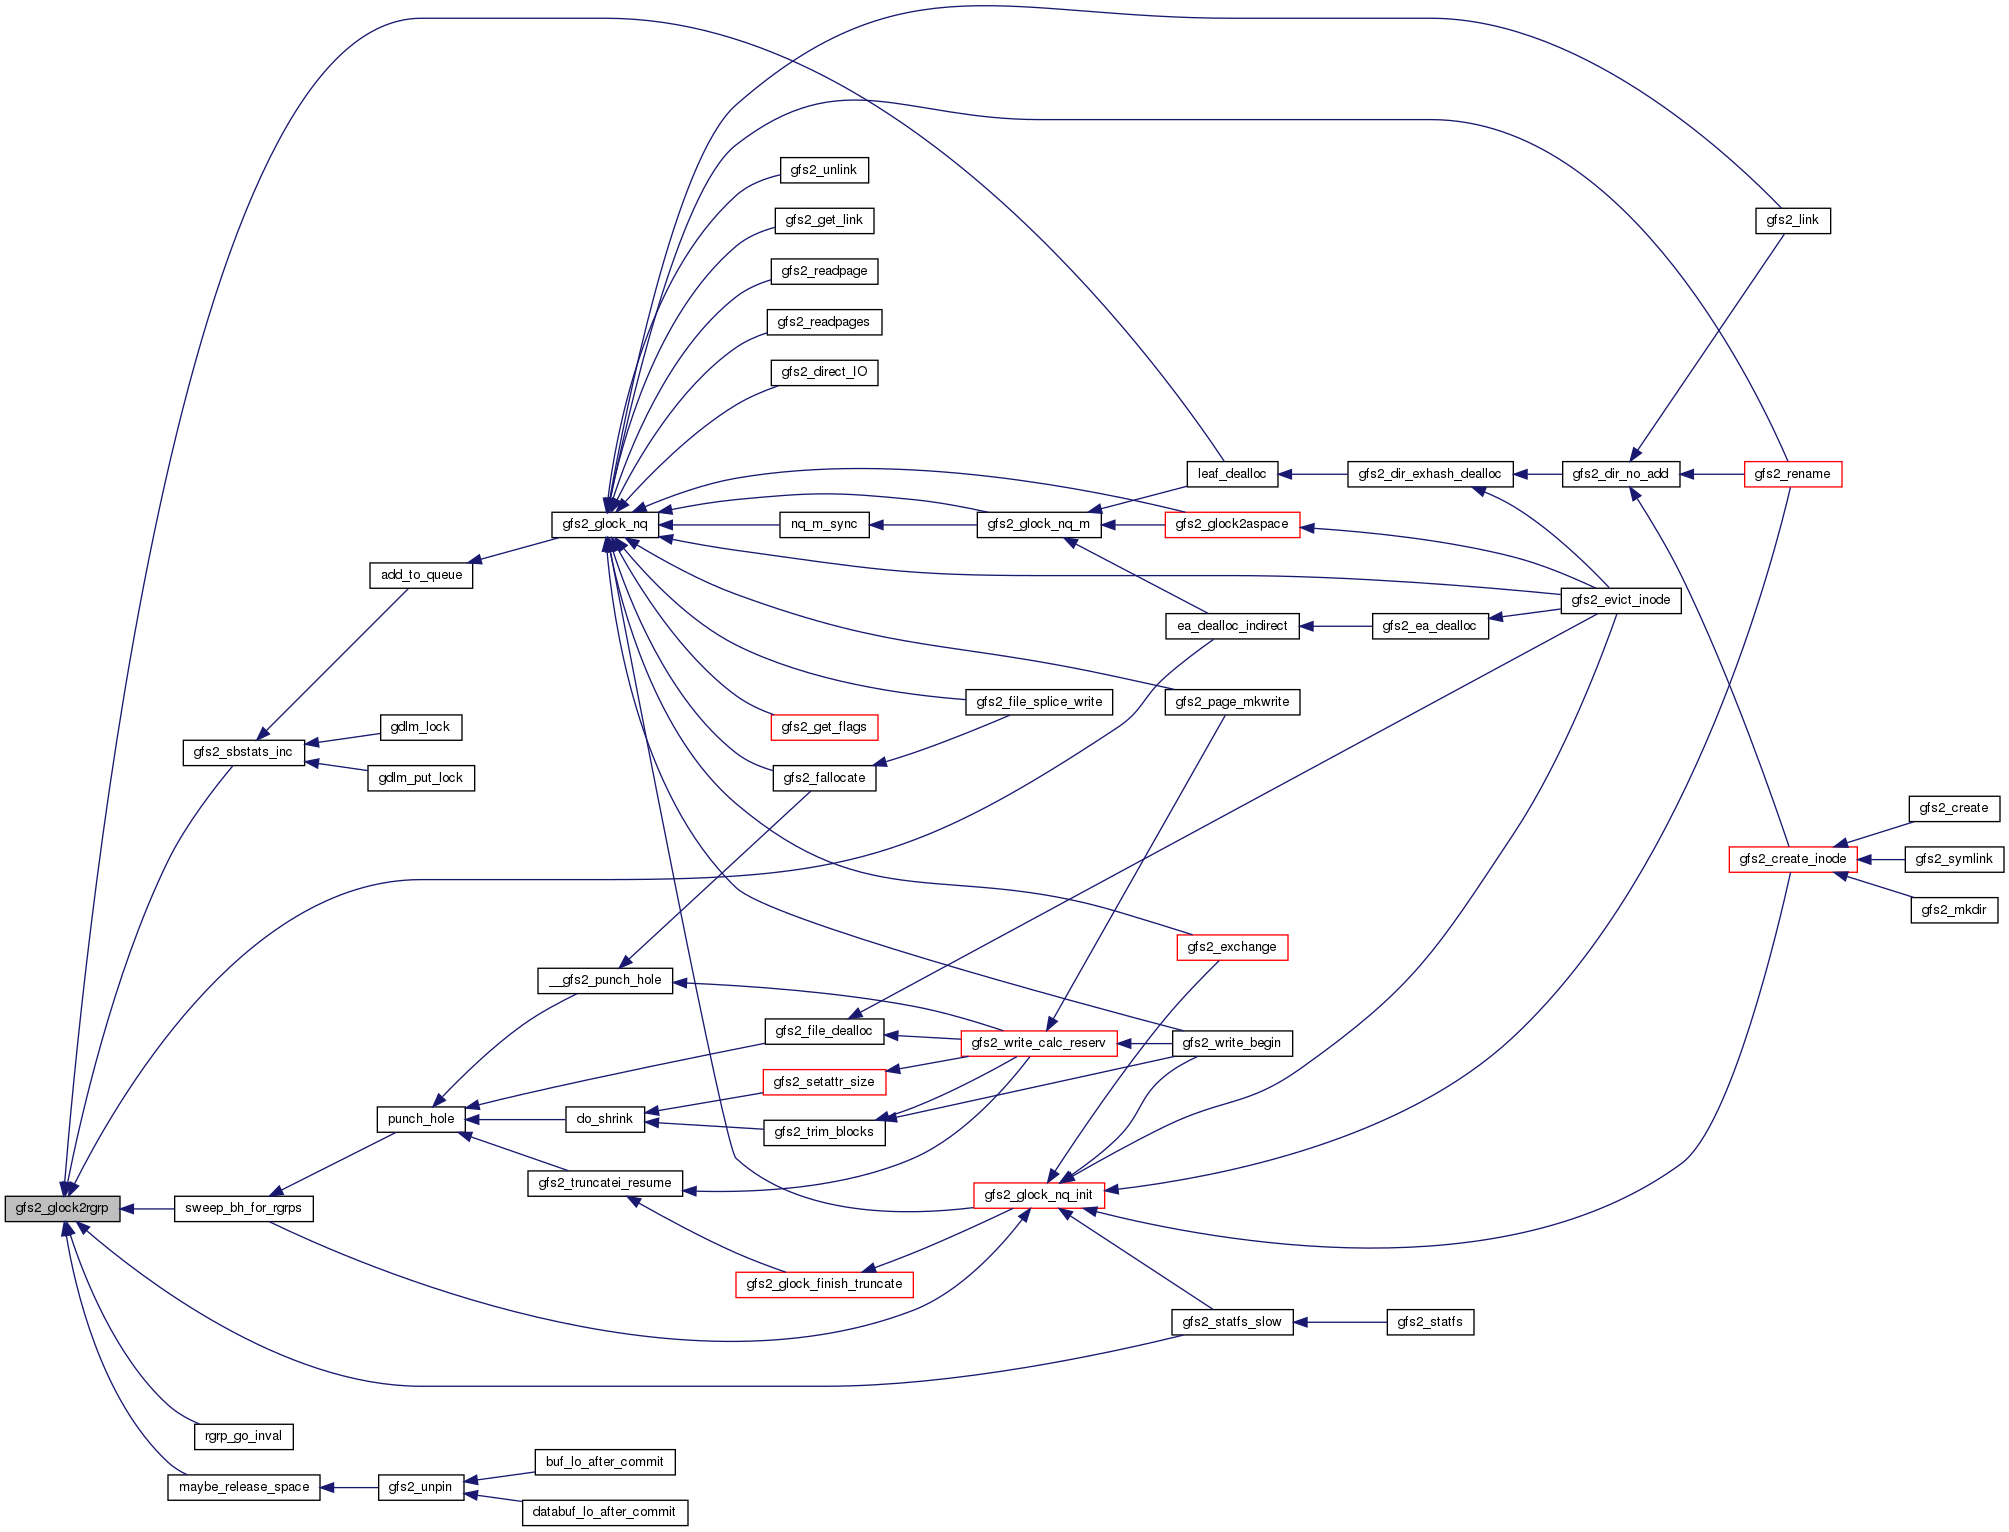 gfs2_unlink
gfs2_get_link
gfs2_link
gfs2_readpage
gfs2_readpages
gfs2_direct_IO
leaf_dealloc
gfs2_dir_exhash_dealloc
gfs2_dir_no_add
gfs2_rename
gfs2_glock_nq
nq_m_sync
gfs2_glock_nq_m
gfs2_glock2aspace
add_to_queue
gfs2_evict_inode
ea_dealloc_indirect
gfs2_ea_dealloc
gfs2_file_splice_write
gfs2_page_mkwrite
gdlm_lock
gfs2_get_flags
gfs2_sbstats_inc
gdlm_put_lock
gfs2_fallocate
gfs2_create
gfs2_create_inode
gfs2_symlink
gfs2_mkdir
gfs2_exchange
__gfs2_punch_hole
gfs2_file_dealloc
gfs2_write_calc_reserv
gfs2_write_begin
gfs2_setattr_size
punch_hole
do_shrink
gfs2_trim_blocks
gfs2_truncatei_resume
gfs2_glock_nq_init
gfs2_glock2rgrp
sweep_bh_for_rgrps
gfs2_glock_finish_truncate
gfs2_statfs_slow
gfs2_statfs
rgrp_go_inval
buf_lo_after_commit
maybe_release_space
gfs2_unpin
databuf_lo_after_commit